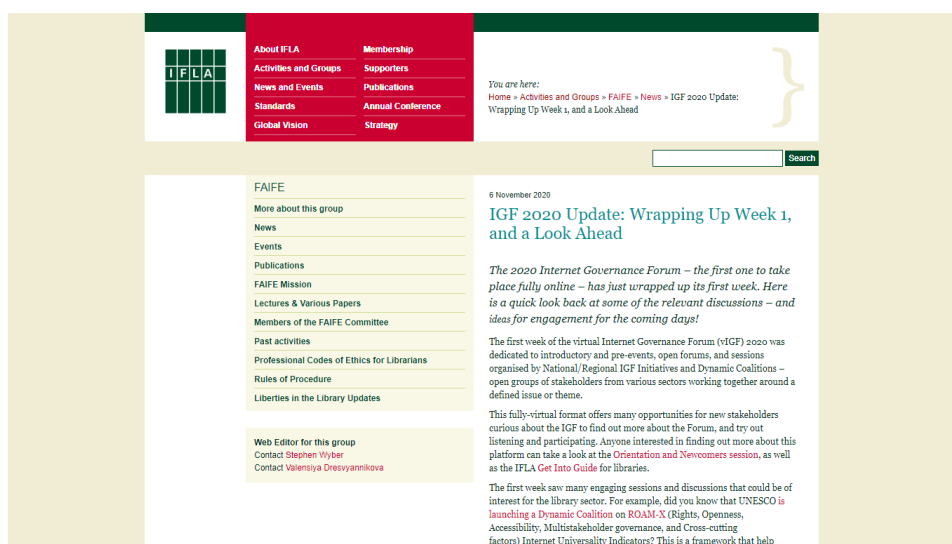 IFLA
About IFLA
Activities and Groups
News and Events
Standards
Global Vision
Membership
Supporters
Publications
Annual Conference
Strategy
You are here:
Home » Activities and Groups » FAIFE » News » IGF 2020 Update:
Wrapping Up Week 1, and a Look Ahead
}
Search
FAIFE
More about this group
News
Events
Publications
FAIFE Mission
Lectures & Various Papers
Members of the FAIFE Committee
Past activities
Professional Codes of Ethics for Librarians
Rules of Procedure
Liberties in the Library Updates
Web Editor for this group
Contact Stephen Wyber
Contact Valensiya Dresvyannikova
6 November 2020
IGF 2020 Update: Wrapping Up Week 1,
and a Look Ahead
The 2020 Internet Governance Forum – the first one to take
place fully online – has just wrapped up its first week. Here
is a quick look back at some of the relevant discussions – and
ideas for engagement for the coming days!
The first week of the virtual Internet Governance Forum (vIGF) 2020 was
dedicated to introductory and pre-events, open forums, and sessions
organised by National/Regional IGF Initiatives and Dynamic Coalitions –
open groups of stakeholders from various sectors working together around a
defined issue or theme.
This fully-virtual format offers many opportunities for new stakeholders
curious about the IGF to find out more about the Forum, and try out
listening and participating. Anyone interested in finding out more about this
platform can take a look at the Orientation and Newcomers session, as well
as the IFLA Get Into Guide for libraries.
The first week saw many engaging sessions and discussions that could be of
interest for the library sector. For example, did you know that UNESCO is
launching a Dynamic Coalition on ROAM-X (Rights, Openness,
Accessibility, Multistakeholder governance, and Cross-cutting
factors) Internet Universality Indicators? This is a framework that help